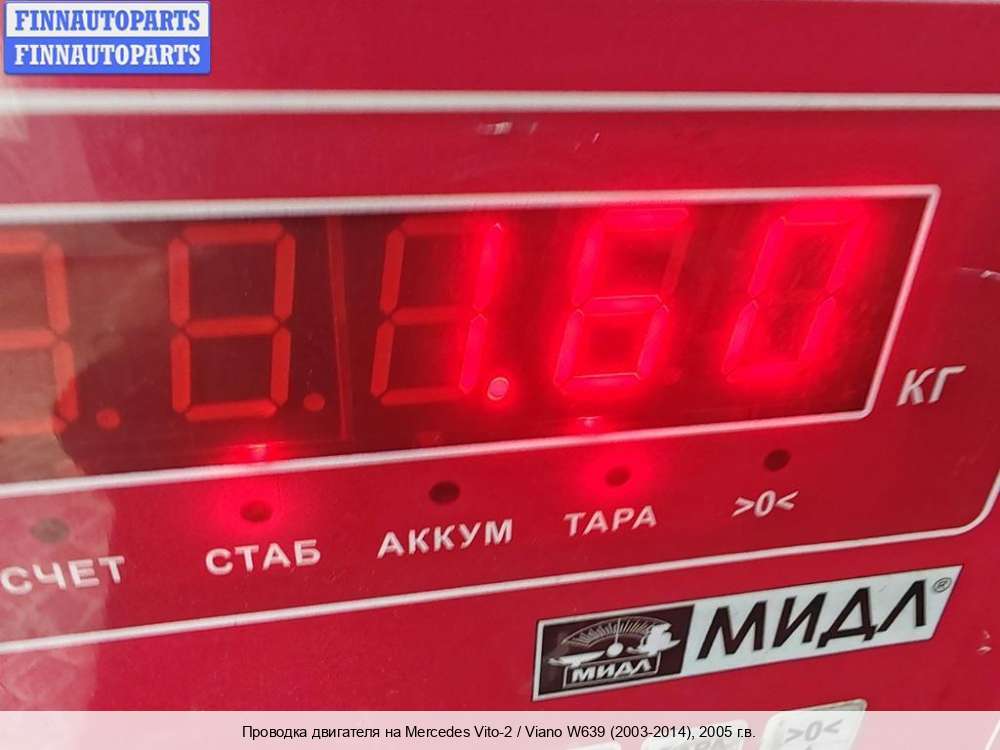 FINNAUTOPARTS
FINNAUTOPARTS
1.60
КГ
СЧЕТ
СТАБ
АККУМ
ТАРА
>0<
МИДЛ
МИДЛ®
>0<
Проводка двигателя на Mercedes Vito-2 / Viano W639 (2003-2014), 2005 г.в.